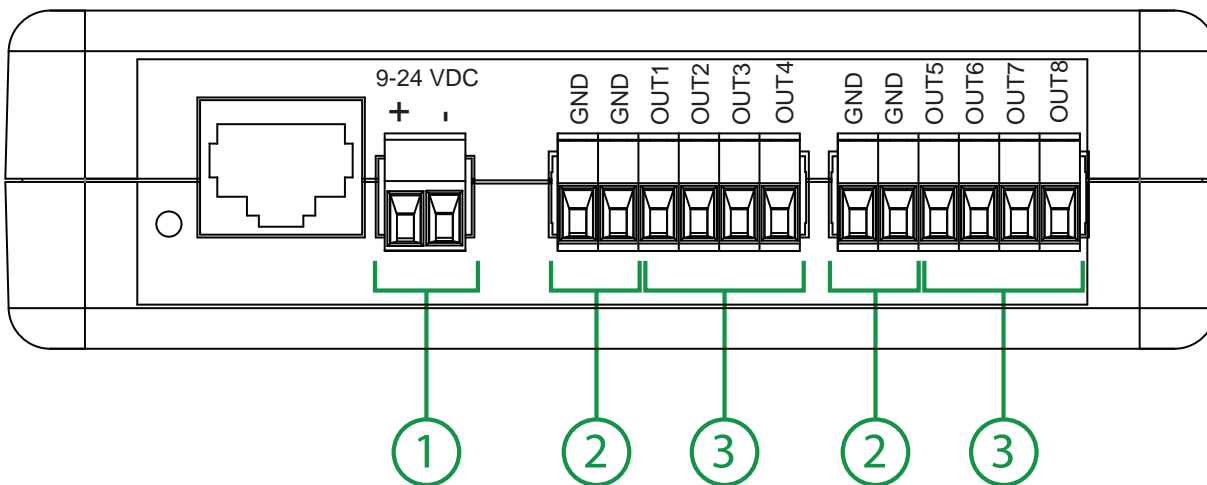 9-24 VDC
+ -
GND GND OUT1 OUT2 OUT3 OUT4
GND GND OUT5 OUT6 OUT7 OUT8
1 2 3 2 3